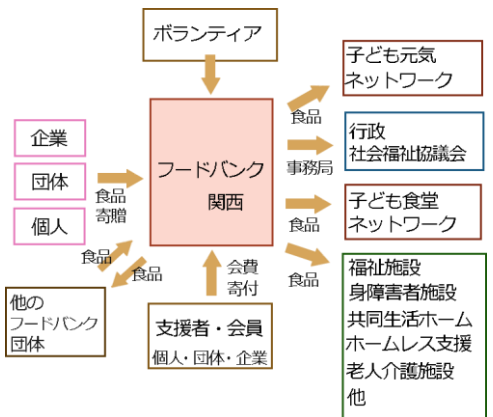 ボランティア
子ども元気
ネットワーク
食品
企業
団体
個人
食品
寄贈
フードバンク
関西
行政
社会福祉協議会
事務局
子ども食堂
ネットワーク
食品
食品
食品
他の
フードバンク
団体
会費
寄付
支援者・会員
個人・団体・企業
食品
福祉施設
身障害者施設
共同生活ホーム
ホームレス支援
老人介護施設
他